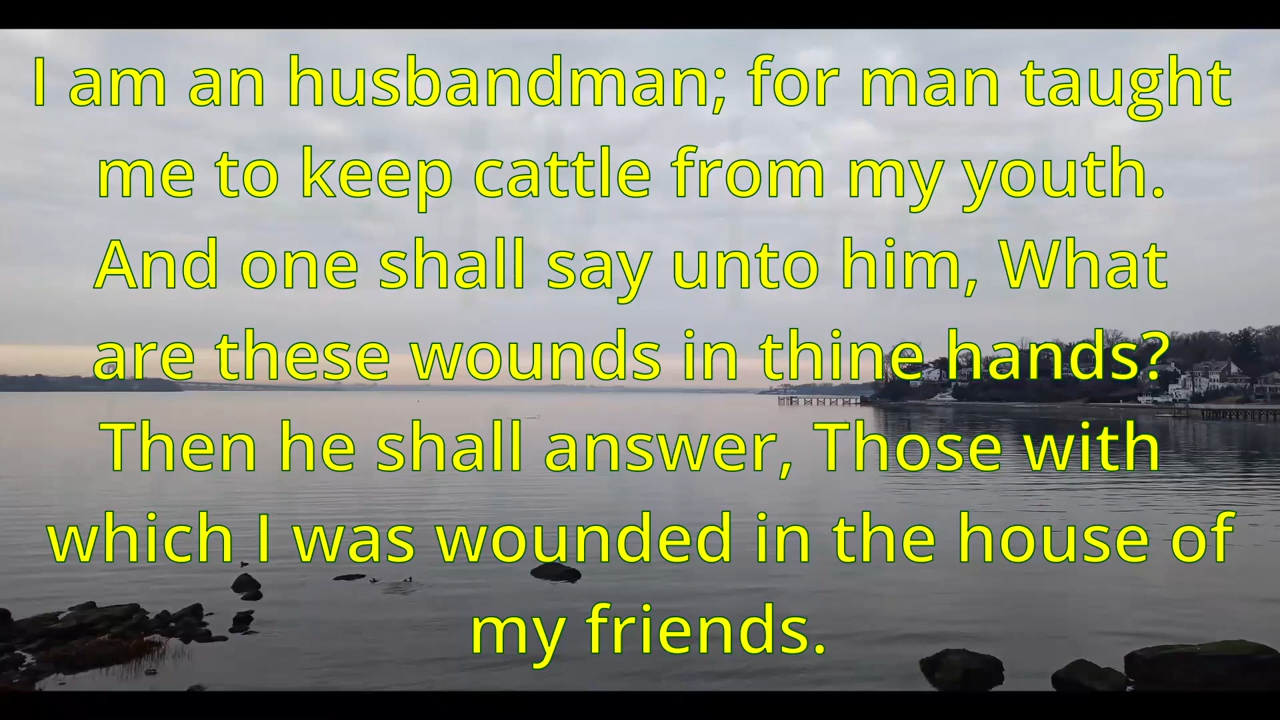 I am an husbandman; for man taught
me to keep cattle from my youth.
And one shall say unto him, What
are these wounds in thine hands?
Then he shall answer, Those with
which I was wounded in the house of
my friends.